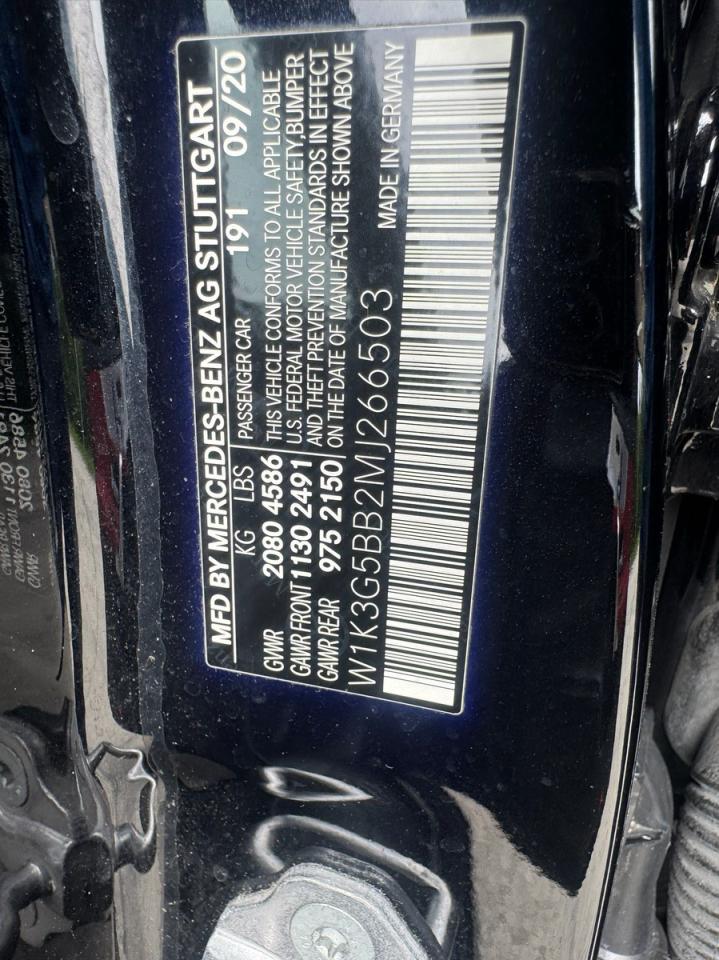 MFD BY MERCEDES-BENZ AG STUTTGART
KG LBS PASSENGER CAR 191 09/20
GVWR 2080 4586 THIS VEHICLE CONFORMS TO ALL APPLICABLE
GAWR FRONT 1130 2491 U.S. FEDERAL MOTOR VEHICLE SAFETY, BUMPER
GAWR REAR 975 2150 AND THEFT PREVENTION STANDARDS IN EFFECT
ON THE DATE OF MANUFACTURE SHOWN ABOVE
W1K3G5BB2MJ266503 MADE IN GERMANY